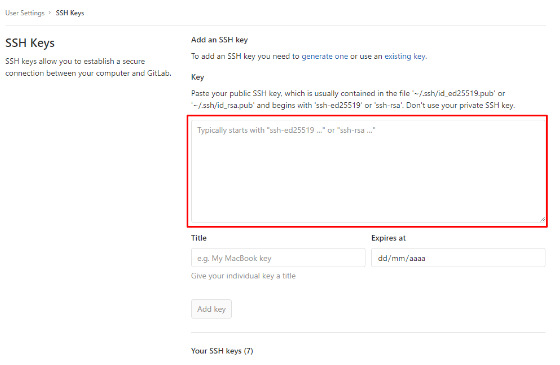 User Settings › SSH Keys
SSH Keys
SSH keys allow you to establish a secure
connection between your computer and GitLab.
Add an SSH key
To add an SSH key you need to generate one or use an existing key.
Key
Paste your public SSH key, which is usually contained in the file '~/.ssh/id_ed25519.pub' or
'~/.ssh/id_rsa.pub' and begins with 'ssh-ed25519' or 'ssh-rsa'. Don't use your private SSH key.
Typically starts with "ssh-ed25519 ..." or "ssh-rsa ..."
Title
Expires at
e.g. My MacBook key
dd/mm/aaaa
Give your individual key a title
Add key
Your SSH keys (7)